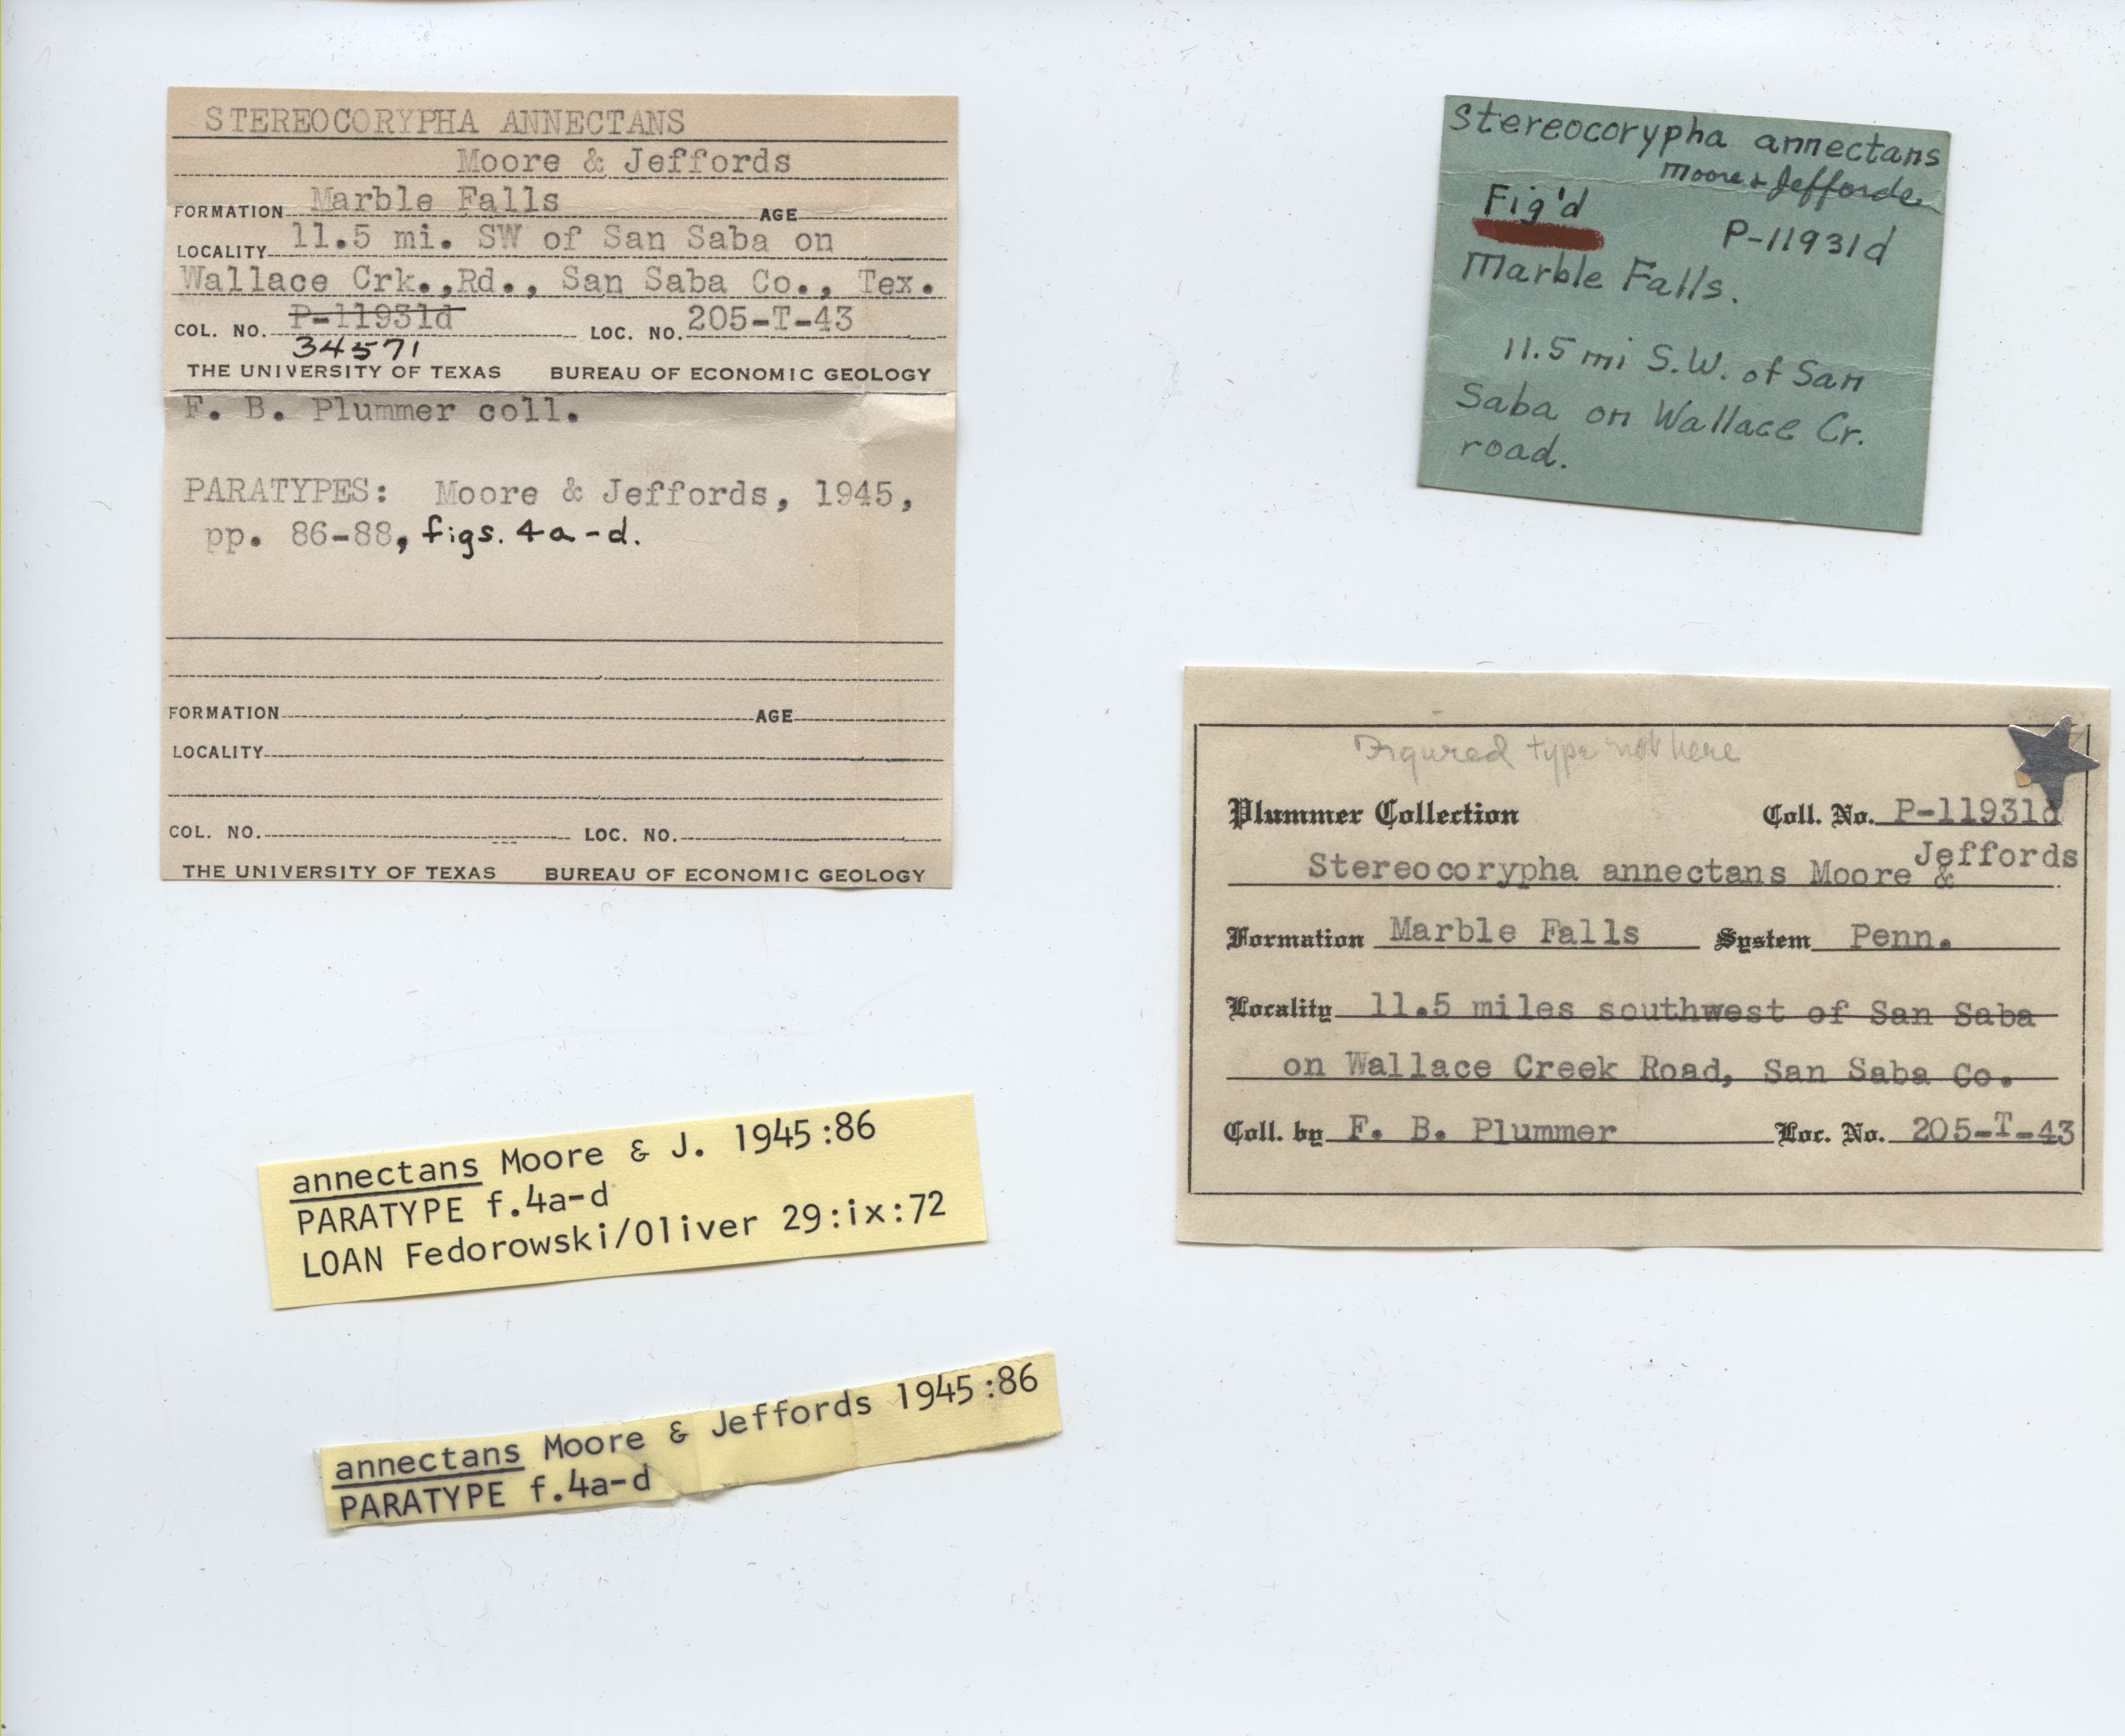 STEREOCORYPHA ANNECTANS
Moore & Jeffords
FORMATION Marble Falls AGE
LOCALITY 11.5 mi. SW of San Saba on
Wallace Crk.,Rd., San Saba Co., Tex.
COL. NO. P-11931d LOC. NO. 205-T-43
34571
THE UNIVERSITY OF TEXAS BUREAU OF ECONOMIC GEOLOGY
F. B. Plummer coll.
PARATYPES: Moore & Jeffords, 1945,
pp. 86-88, figs. 4a-d.
FORMATION AGE
LOCALITY
COL. NO. LOC. NO.
THE UNIVERSITY OF TEXAS BUREAU OF ECONOMIC GEOLOGY
Stereocorypha annectans
Moore & Jeffords
Fig'd
P-11931d
Marble Falls.
11.5 mi S.W. of San
Saba on Wallace Cr.
road.
Figured type not here
Plummer Collection Coll. No. P-11931d
Jeffords
Stereocorypha annectans Moore &
Formation Marble Falls System Penn.
Locality 11.5 miles southwest of San Saba
on Wallace Creek Road, San Saba Co.
Coll. by F. B. Plummer Loc. No. 205-T-43
annectans Moore & J. 1945:86
PARATYPE f.4a-d
LOAN Fedorowski/Oliver 29:ix:72
annectans Moore & Jeffords 1945:86
PARATYPE f.4a-d